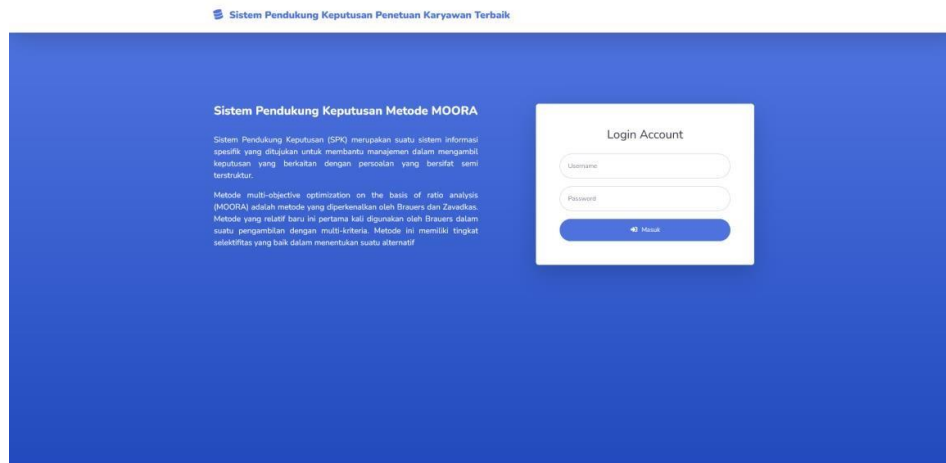 Sistem Pendukung Keputusan Penetuan Karyawan Terbaik
Sistem Pendukung Keputusan Metode MOORA
Sistem Pendukung Keputusan (SPK) merupakan suatu sistem informasi
spesifik yang ditujukan untuk membantu manajemen dalam mengambil
keputusan yang berkaitan dengan persoalan yang bersifat semi
terstruktur.
Metode multi-objective optimization on the basis of ratio analysis
(MOORA) adalah metode yang diperkenalkan oleh Brauers dan Zavadkas.
Metode yang relatif baru ini pertama kali digunakan oleh Brauers dalam
suatu pengambilan dengan multi-kriteria. Metode ini memiliki tingkat
selektifitas yang baik dalam menentukan suatu alternatif
Login Account
Username
Password
Masuk